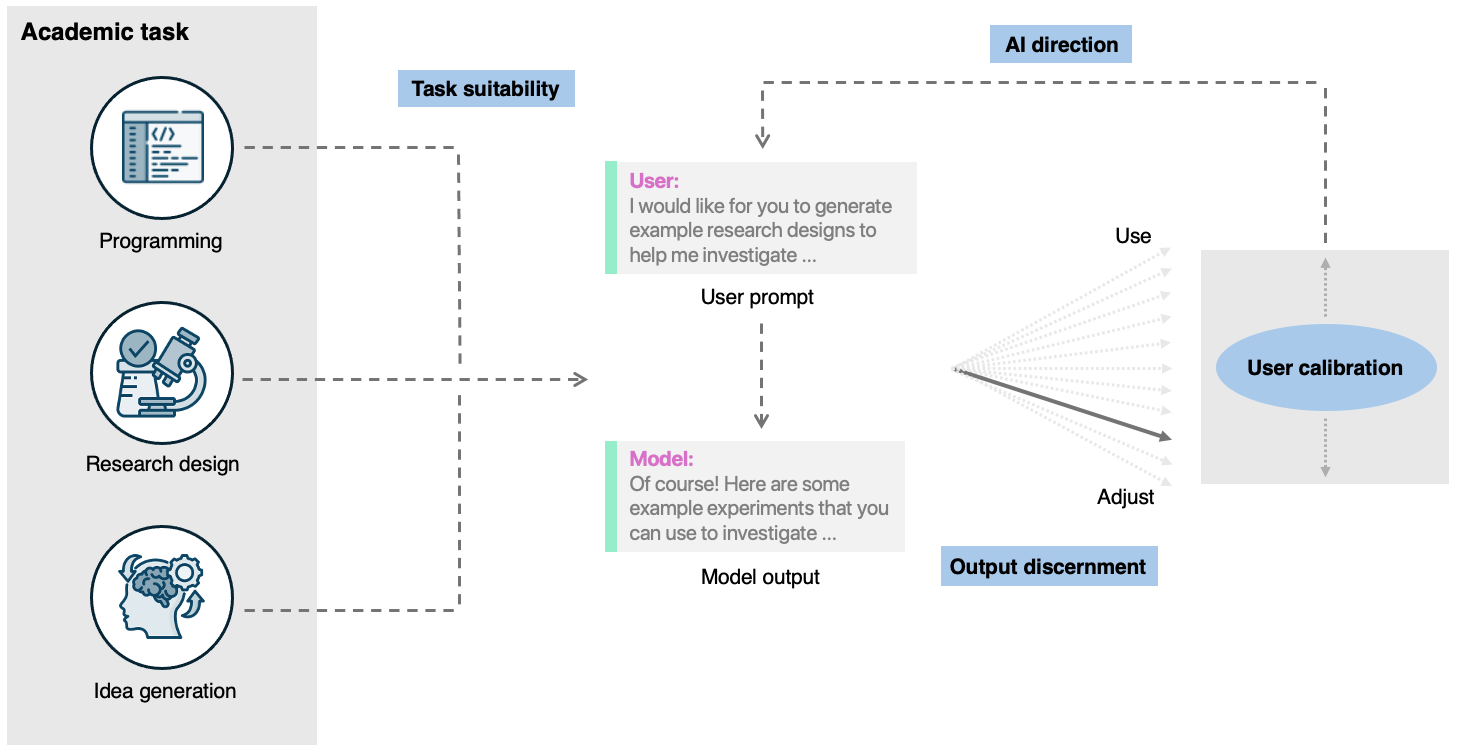 Academic task
Programming
Research design
Idea generation
Task suitability
AI direction
User:
I would like for you to generate
example research designs to
help me investigate ...
User prompt
Model:
Of course! Here are some
example experiments that you
can use to investigate ...
Model output
Use
Adjust
Output discernment
User calibration